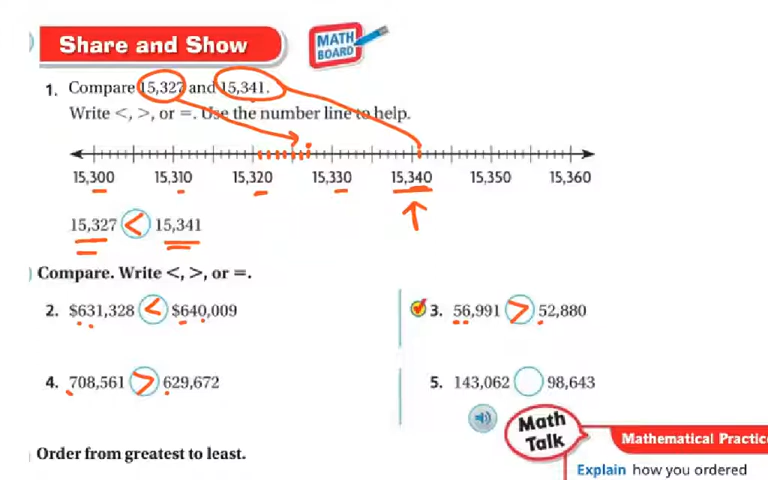 Share and Show
MATH
BOARD
1. Compare 15,327 and 15,341.
Write <, >, or =. Use the number line to help.
15,300 15,310 15,320 15,330 15,340 15,350 15,360
15,327 < 15,341
Compare. Write <, >, or =.
2. $631,328 < $640,009
3. 56,991 > 52,880
4. 708,561 > 629,672
5. 143,062 98,643
Math
Talk
Mathematical Practice
Order from greatest to least.
Explain how you ordered